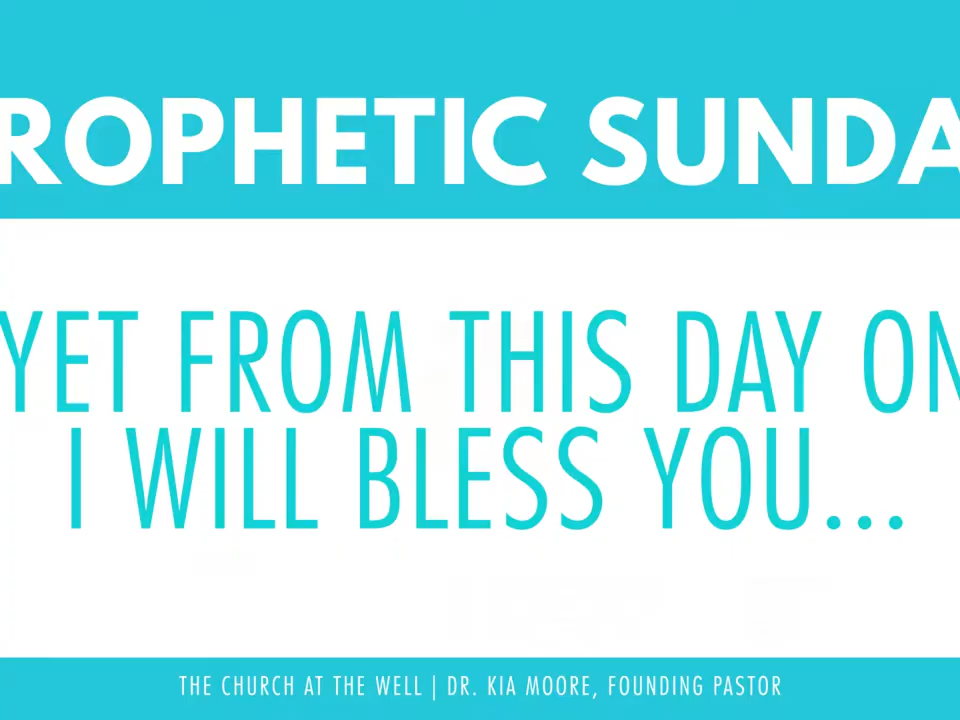 ROPHETIC SUNDA
YET FROM THIS DAY ON
I WILL BLESS YOU...
THE CHURCH AT THE WELL | DR. KIA MOORE, FOUNDING PASTOR